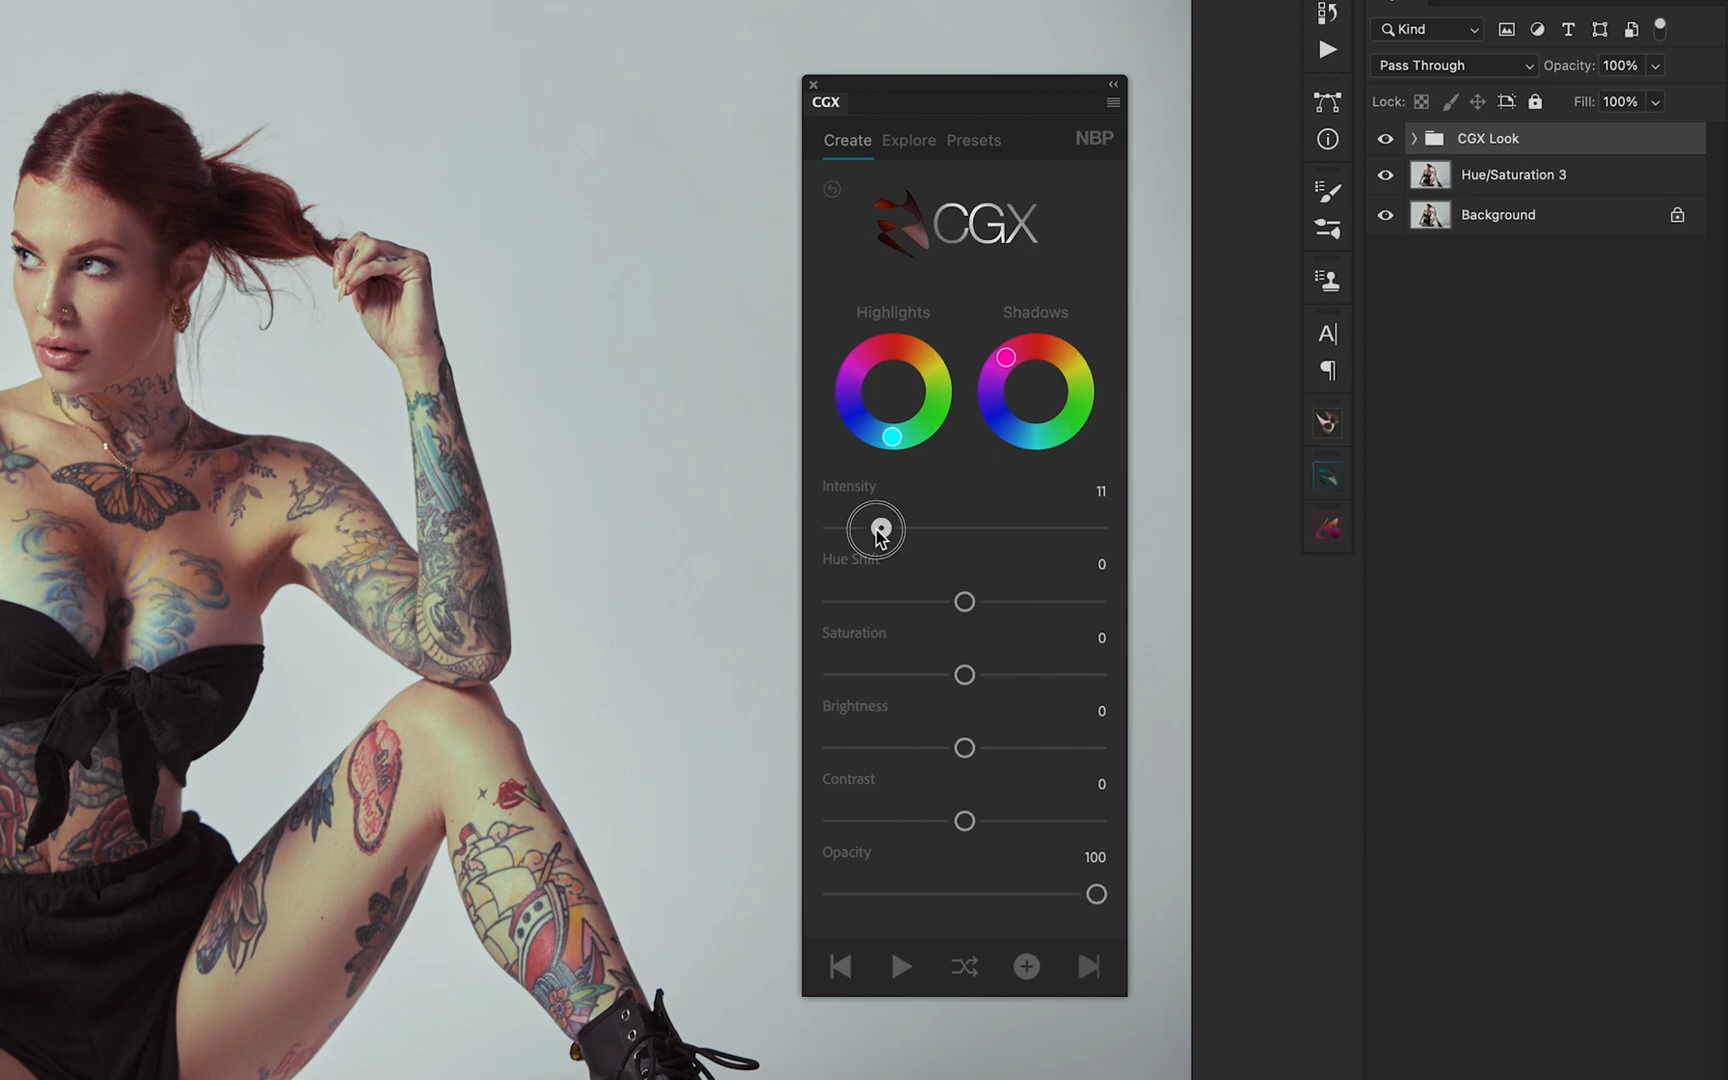 Kind
Pass Through
Opacity: 100%
Lock:
Fill: 100%
CGX Look
Hue/Saturation 3
Background
CGX
Create Explore Presets NBP
CGX
Highlights Shadows
Intensity 11
Hue Shift 0
Saturation 0
Brightness 0
Contrast 0
Opacity 100